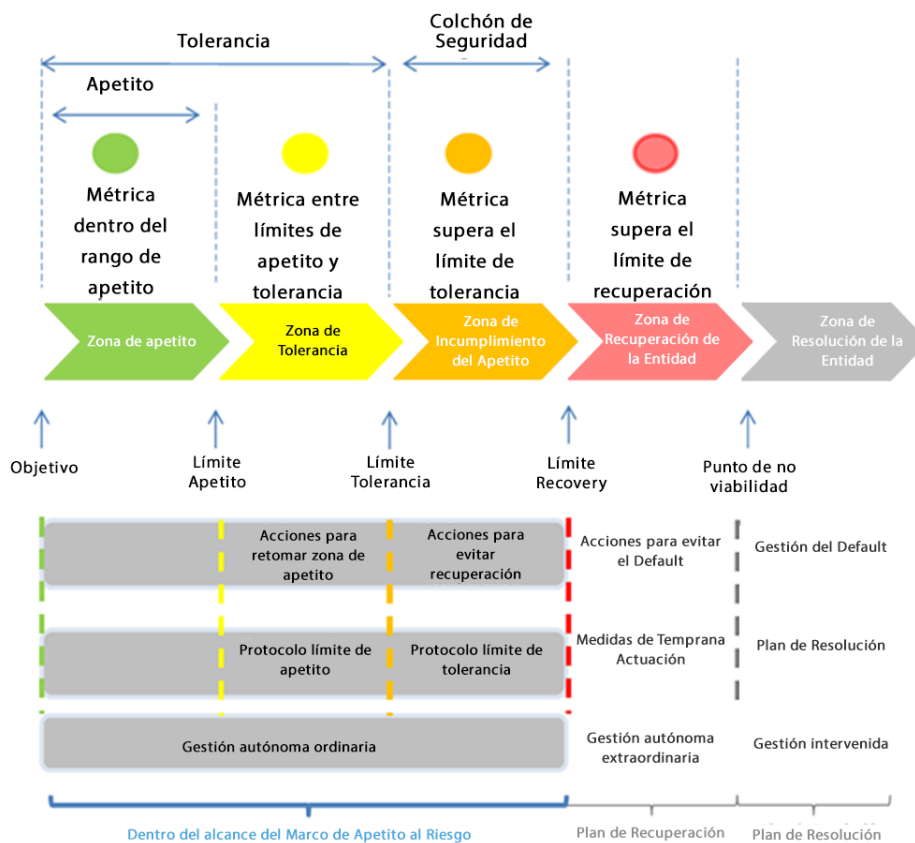 Colchón de
Seguridad
Tolerancia
Apetito
Métrica
dentro del
rango de
apetito
Métrica entre
límites de
apetito y
tolerancia
Métrica
supera el
límite de
tolerancia
Métrica
supera el
límite de
recuperación
Zona de apetito
Zona de
Tolerancia
Zona de
Incumplimiento
del Apetito
Zona de
Recuperación de
la Entidad
Zona de
Resolución de la
Entidad
Objetivo
Límite
Apetito
Límite
Tolerancia
Límite
Recovery
Punto de no
viabilidad
Acciones para
retomar zona de
apetito
Acciones para
evitar
recuperación
Acciones para evitar
el Default
Gestión del Default
Protocolo límite de
apetito
Protocolo límite de
tolerancia
Medidas de Temprana
Actuación
Plan de Resolución
Gestión autónoma ordinaria
Gestión autónoma
extraordinaria
Gestión intervenida
Dentro del alcance del Marco de Apetito al Riesgo
Plan de Recuperación
Plan de Resolución